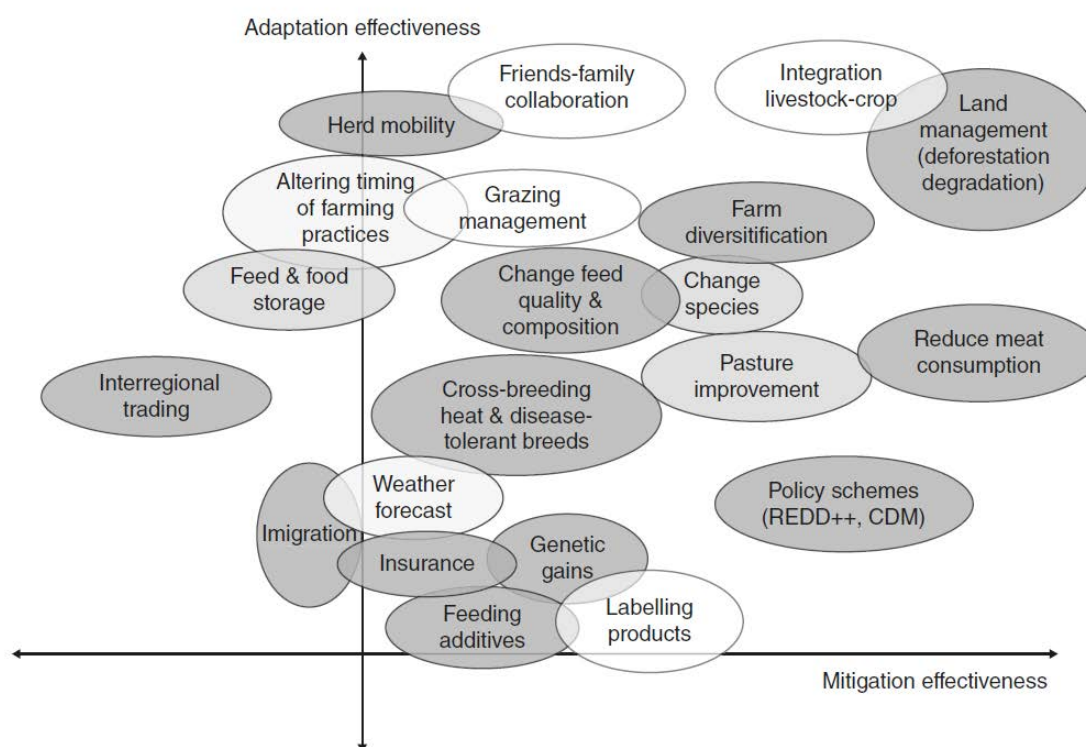 Adaptation effectiveness
Friends-family
collaboration
Integration
livestock-crop
Land
management
(deforestation
degradation)
Herd mobility
Altering timing
of farming
practices
Grazing
management
Farm
diversitification
Feed & food
storage
Change feed
quality &
composition
Change
species
Reduce meat
consumption
Pasture
improvement
Interregional
trading
Cross-breeding
heat & disease-
tolerant breeds
Weather
forecast
Policy schemes
(REDD++, CDM)
Imigration
Insurance
Genetic
gains
Feeding
additives
Labelling
products
Mitigation effectiveness